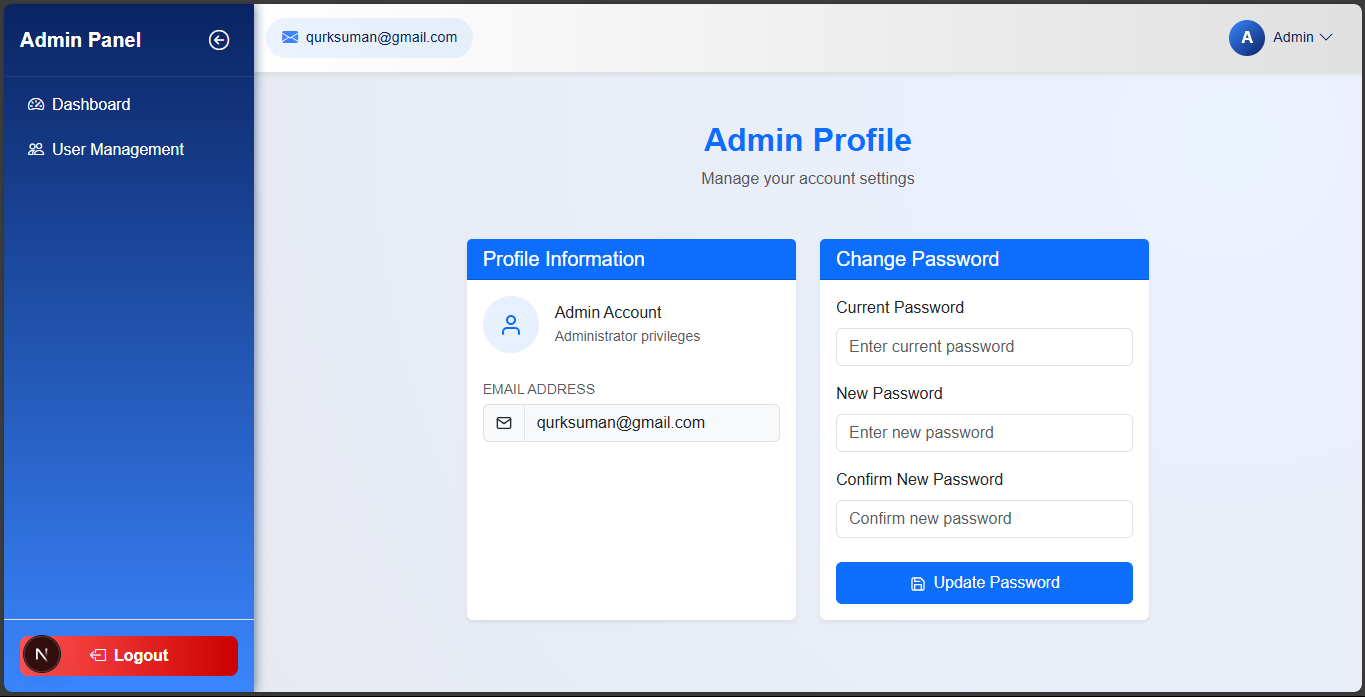 Admin Panel
qurksuman@gmail.com
A
Admin
Dashboard
User Management
Admin Profile
Manage your account settings
Profile Information
Admin Account
Administrator privileges
EMAIL ADDRESS
qurksuman@gmail.com
Change Password
Current Password
Enter current password
New Password
Enter new password
Confirm New Password
Confirm new password
Update Password
N
Logout